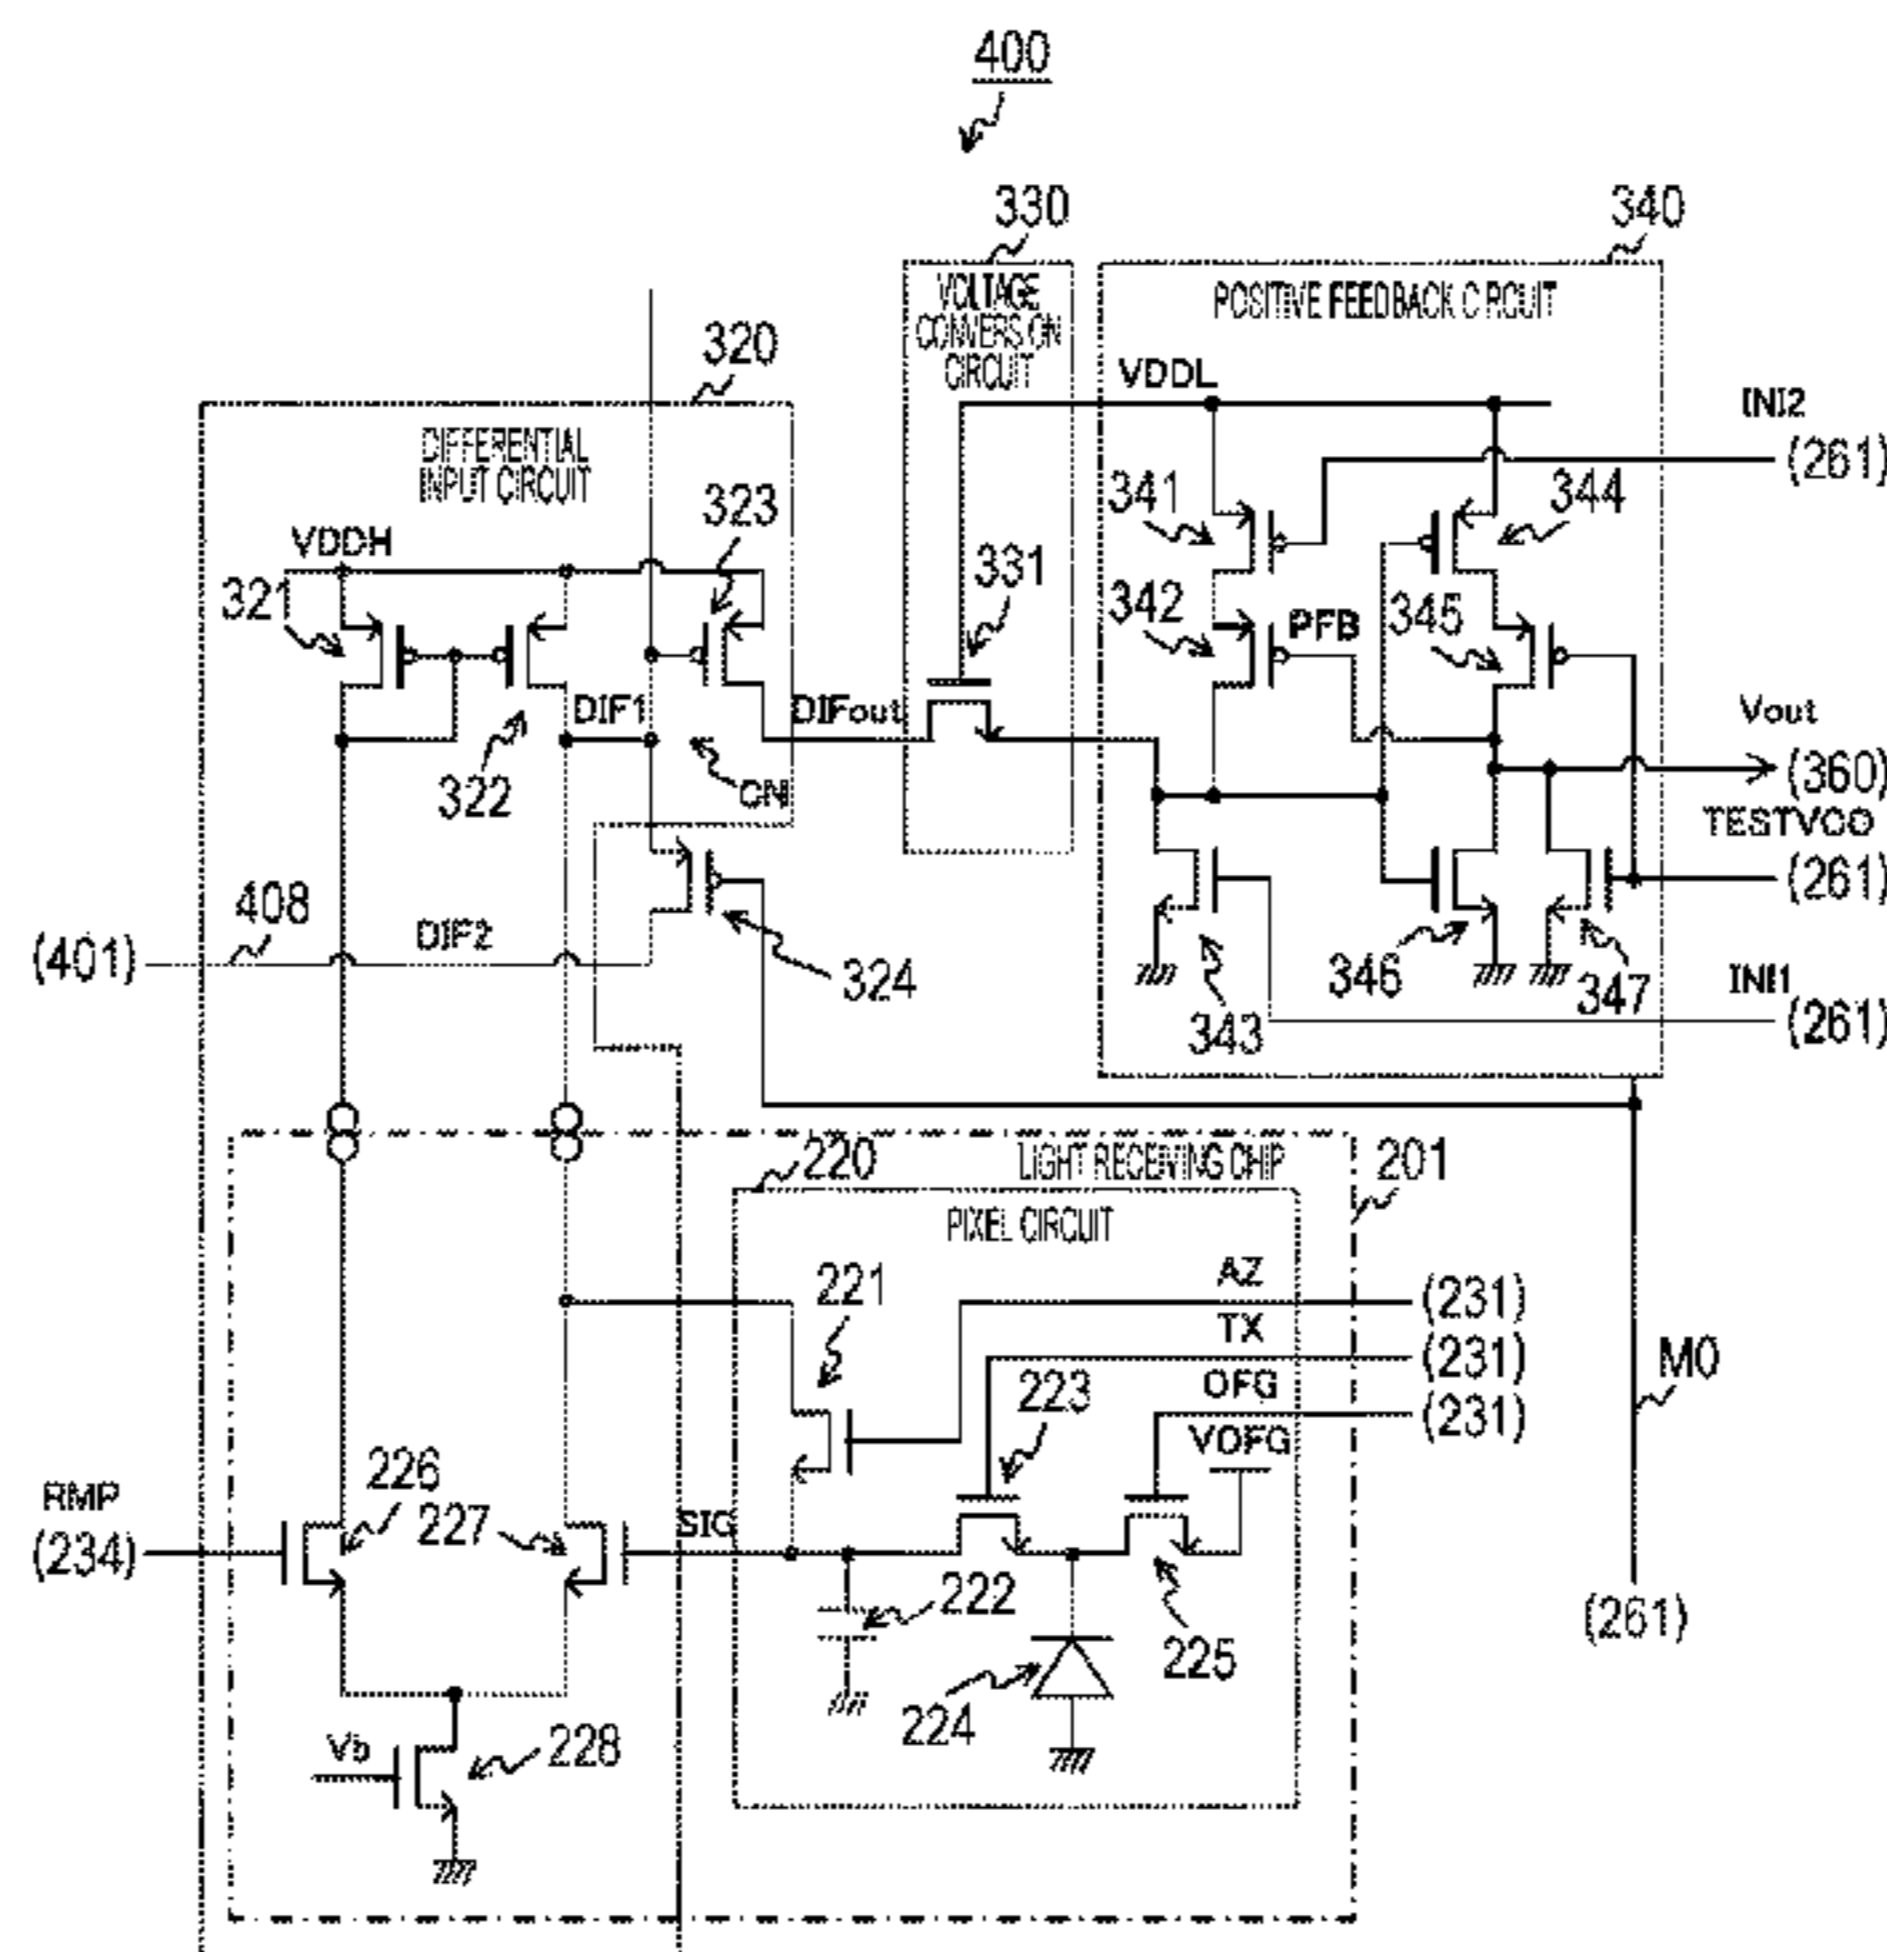 400
330
340
VOLTAGE
CONVERSION
CIRCUIT
POSITIVE FEEDBACK CIRCUIT
320
VDDL
INI2
(261)
DIFFERENTIAL
INPUT CIRCUIT
323
341
344
VDDH
331
321
342
PFB
345
DIF1
DIFout
Vout
(360)
322
CN
TESTVCO
(261)
408
DIF2
(401)
324
346
347
INI1
(261)
343
220
LIGHT RECEIVING CHIP
201
PIXEL CIRCUIT
221
AZ
(231)
TX
(231)
M0
223
OFG
(231)
VOFG
226
RMP
(234)
227
SIG
222
(261)
225
224
Vb
228